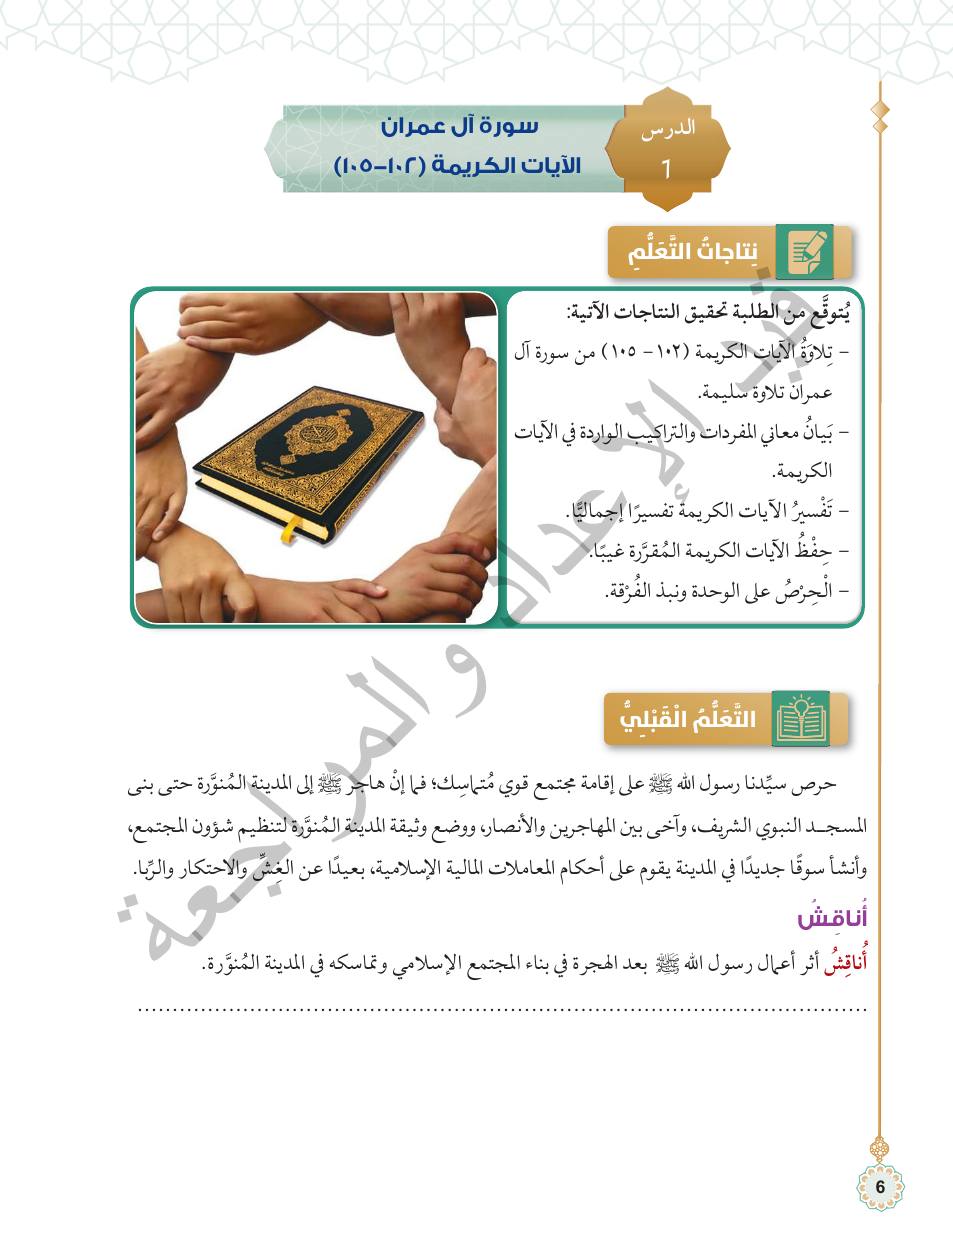 الدرس
1
سورة آل عمران
الآيات الكريمة (١٠٢-١٠٥)
نِتاجاتُ التَّعَلُّمِ
يُتوقَّع من الطلبة تحقيق النتاجات الآتية:
- تِلاوَةُ الآيات الكريمة (١٠٢- ١٠٥) من سورة آل
عمران تلاوة سليمة.
- بَيانُ معاني المفردات والتراكيب الواردة في الآيات
الكريمة.
- تَفْسيرُ الآيات الكريمة تفسيرًا إجماليًّا.
- حِفْظُ الآيات الكريمة المُقرَّرة غيبًا.
- الْحِرْصُ على الوحدة ونبذ الفُرْقة.
قيد الإعداد والمراجعة
التَّعَلُّمُ الْقَبْلِيُّ
حرص سيِّدنا رسول الله ﷺ على إقامة مجتمع قوي مُتماسِك؛ فما إنْ هاجر ﷺ إلى المدينة المُنوَّرة حتى بنى
المسجد النبوي الشريف، وآخى بين المهاجرين والأنصار، ووضع وثيقة المدينة المُنوَّرة لتنظيم شؤون المجتمع،
وأنشأ سوقًا جديدًا في المدينة يقوم على أحكام المعاملات المالية الإسلامية، بعيدًا عن الغِشِّ والاحتكار والرِّبا.
أُناقِشُ
أُناقِشُ أثر أعمال رسول الله ﷺ بعد الهجرة في بناء المجتمع الإسلامي وتماسكه في المدينة المُنوَّرة.
........................................................................................................
6